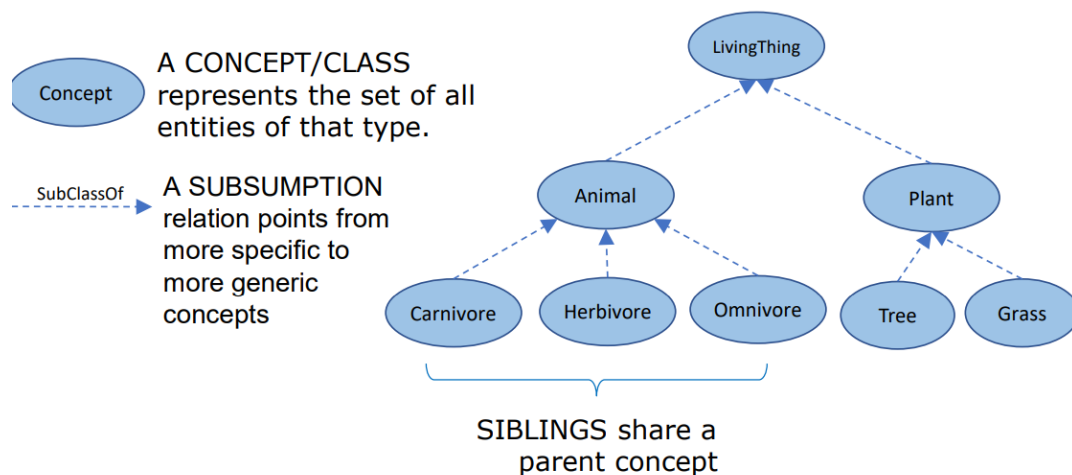 Concept
A CONCEPT/CLASS
represents the set of all
entities of that type.
SubClassOf
A SUBSUMPTION
relation points from
more specific to
more generic
concepts
LivingThing
Animal
Plant
Carnivore
Herbivore
Omnivore
Tree
Grass
SIBLINGS share a
parent concept